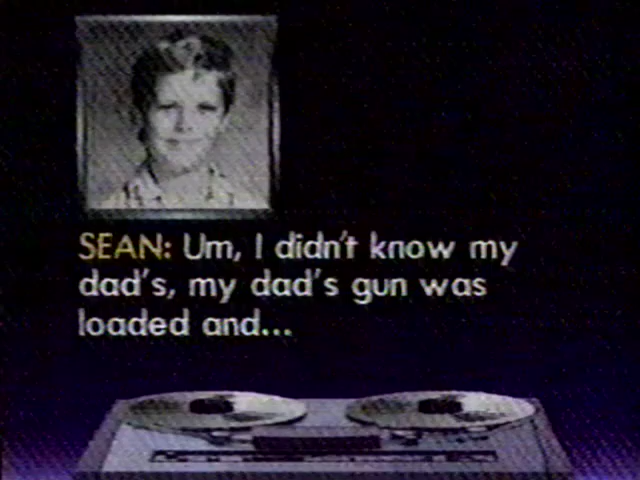 SEAN: Um, I didn't know my
dad's, my dad's gun was
loaded and...